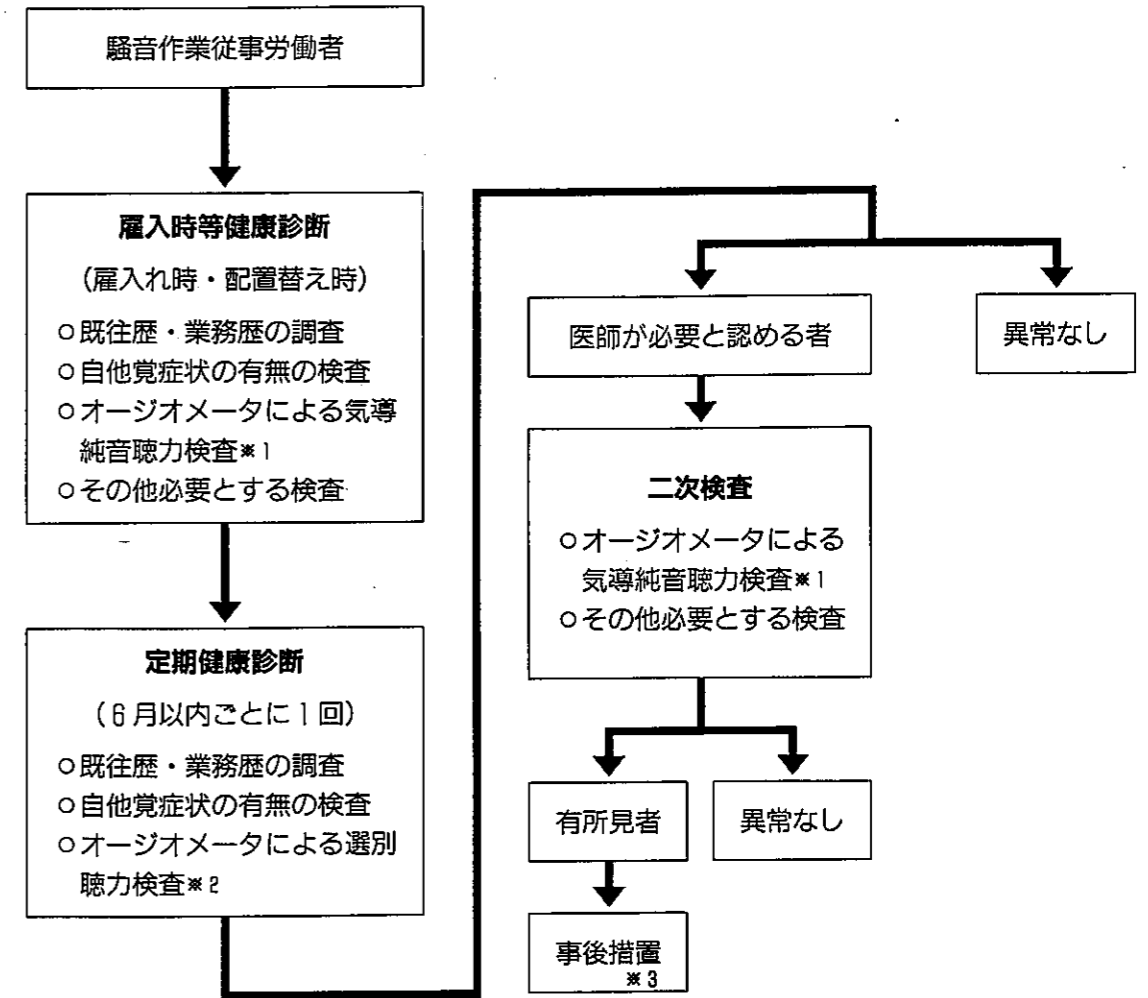 騒音作業従事労働者
雇入時等健康診断
(雇入れ時・配置替え時)
○既往歴・業務歴の調査
○自他覚症状の有無の検査
○オージオメータによる気導
純音聴力検査※1
○その他必要とする検査
定期健康診断
(6月以内ごとに1回)
○既往歴・業務歴の調査
○自他覚症状の有無の検査
○オージオメータによる選別
聴力検査※2
医師が必要と認める者
異常なし
二次検査
○オージオメータによる
気導純音聴力検査※1
○その他必要とする検査
有所見者
異常なし
事後措置
※3